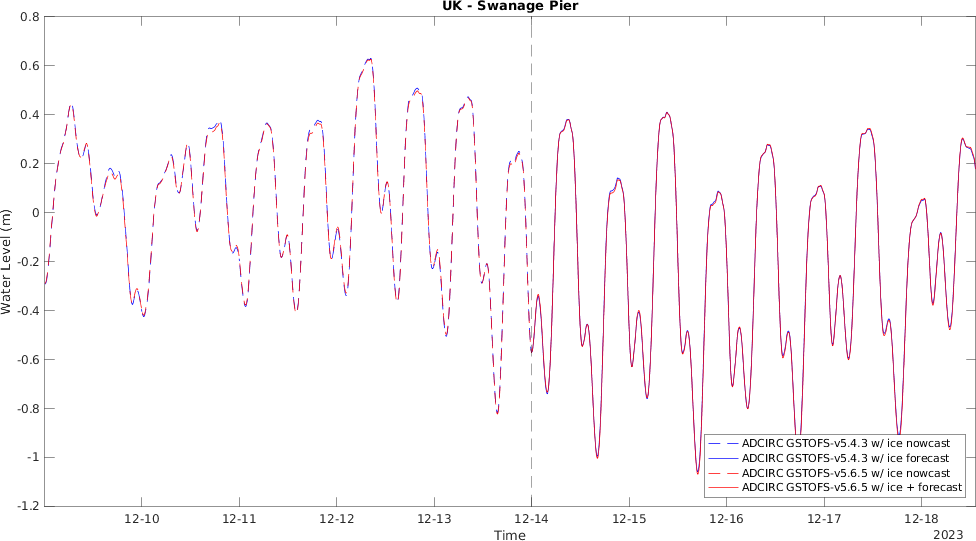 UK - Swanage Pier
0.8
0.6
0.4
0.2
0
-0.2
-0.4
-0.6
-0.8
-1
-1.2
Water Level (m)
12-10 12-11 12-12 12-13 12-14 12-15 12-16 12-17 12-18
Time
2023
ADCIRC GSTOFS-v5.4.3 w/ ice nowcast
ADCIRC GSTOFS-v5.4.3 w/ ice forecast
ADCIRC GSTOFS-v5.6.5 w/ ice nowcast
ADCIRC GSTOFS-v5.6.5 w/ ice + forecast